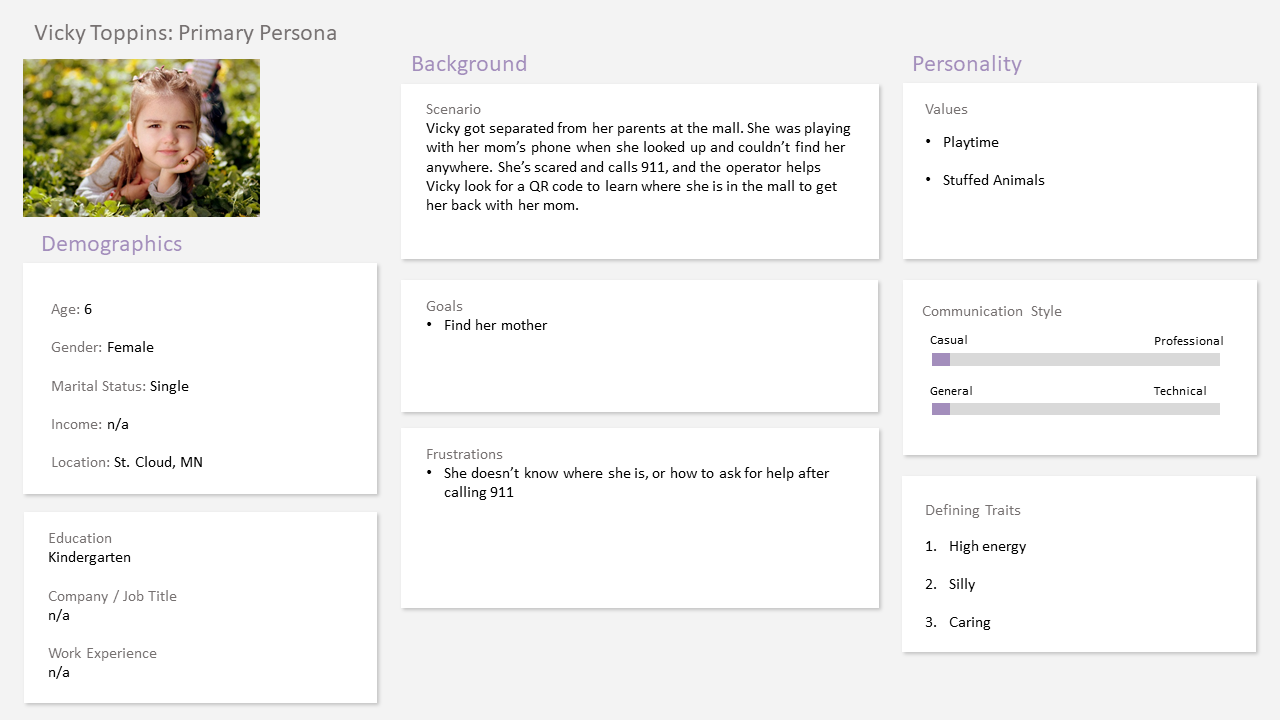 Vicky Toppins: Primary Persona
Demographics
Age: 6
Gender: Female
Marital Status: Single
Income: n/a
Location: St. Cloud, MN
Education
Kindergarten
Company / Job Title
n/a
Work Experience
n/a
Background
Scenario
Vicky got separated from her parents at the mall. She was playing
with her mom’s phone when she looked up and couldn’t find her
anywhere. She’s scared and calls 911, and the operator helps
Vicky look for a QR code to learn where she is in the mall to get
her back with her mom.
Goals
• Find her mother
Frustrations
• She doesn’t know where she is, or how to ask for help after
calling 911
Personality
Values
• Playtime
• Stuffed Animals
Communication Style
Casual Professional
General Technical
Defining Traits
1. High energy
2. Silly
3. Caring